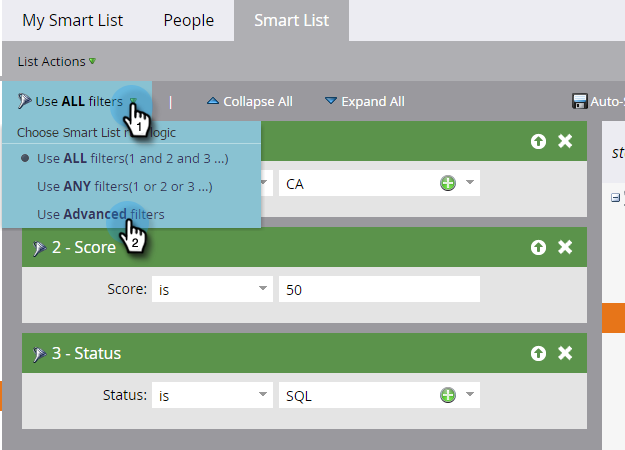 My Smart List People Smart List
List Actions
Use ALL filters | Collapse All Expand All Auto-S
1
Choose Smart List logic
Use ALL filters(1 and 2 and 3 ...)
CA
Use ANY filters(1 or 2 or 3 ...)
Use Advanced filters
2
2 - Score
Score: is 50
3 - Status
Status: is SQL